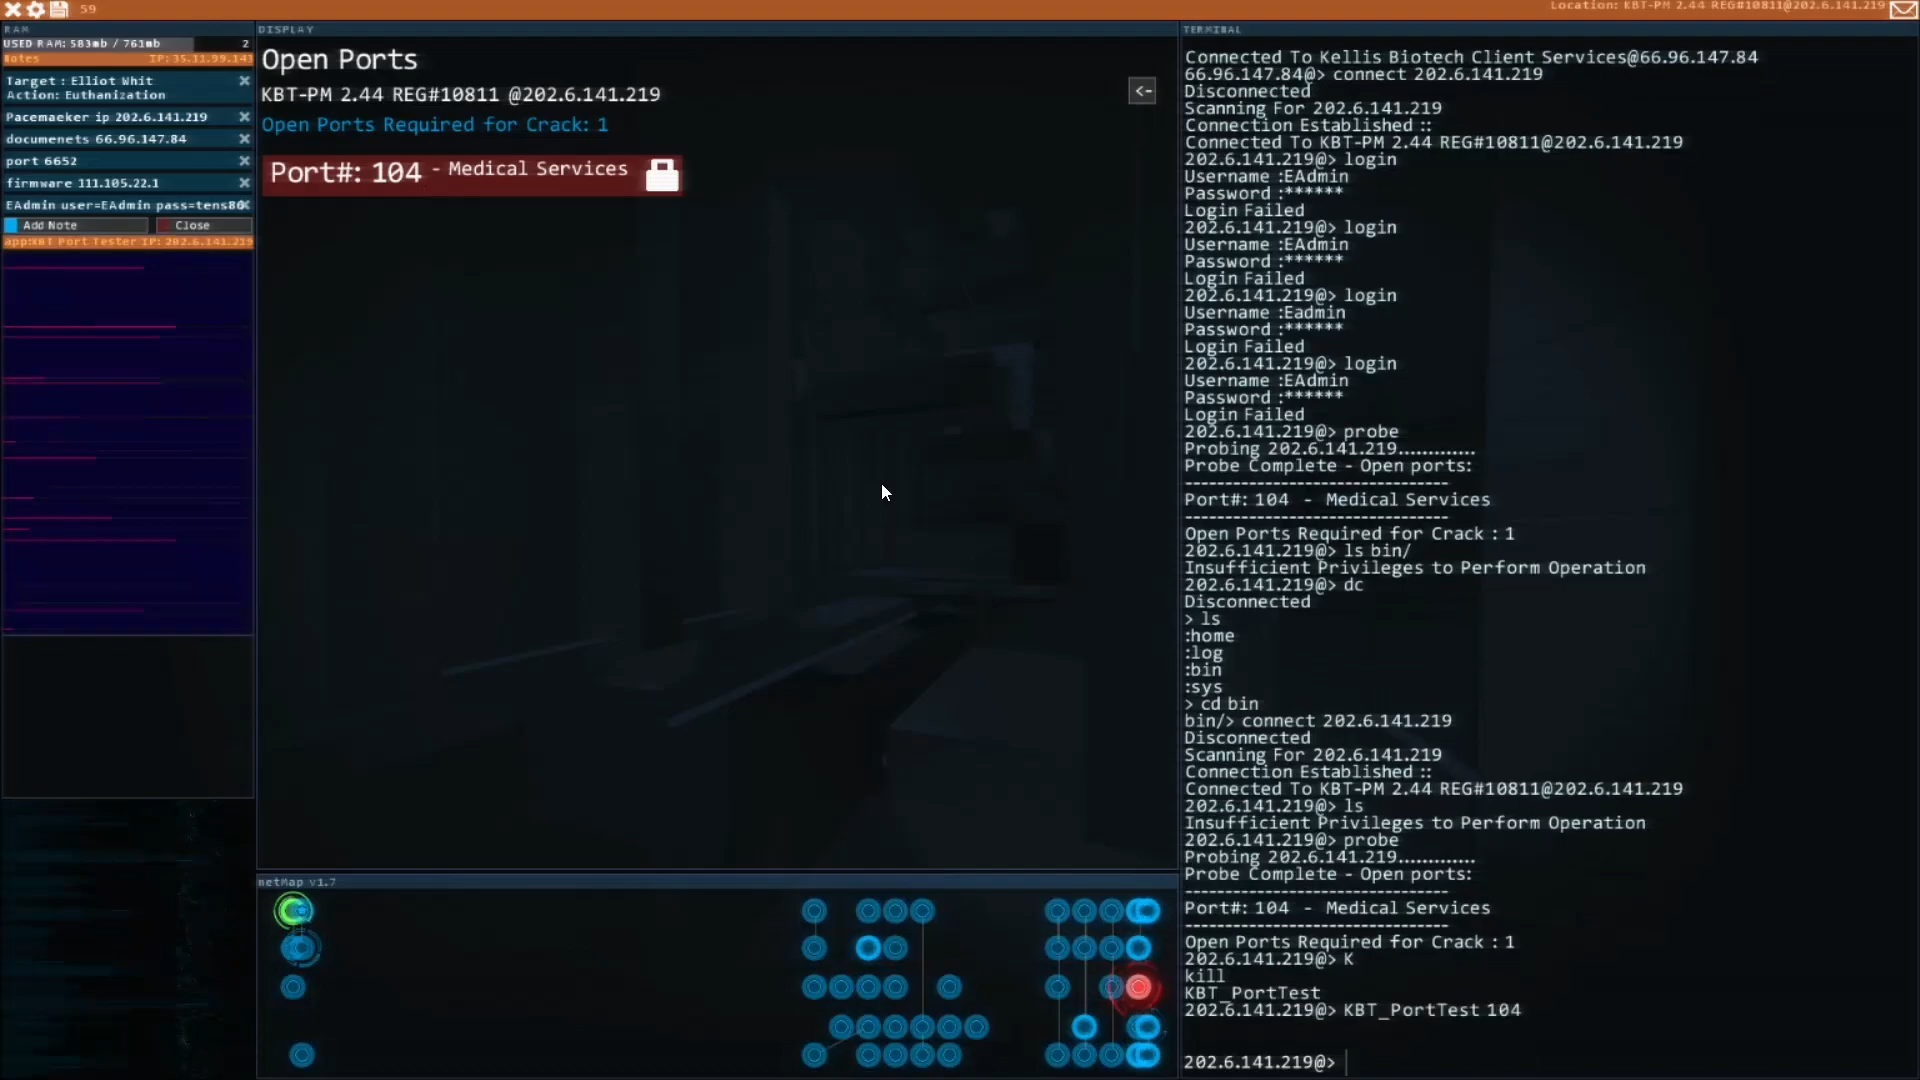 59
Location: KBT-PM 2.44 REG#10811@202.6.141.219
RAM
USED RAM: 583mb / 761mb 2
Notes IP: 35.11.99.143
Target : Elliot Whit
Action: Euthanization
Pacemaeker ip 202.6.141.219
documenets 66.96.147.84
port 6652
firmware 111.105.22.1
EAdmin user=EAdmin pass=tens86
Add Note
Close
app:KBT Port Tester IP: 202.6.141.219
DISPLAY
Open Ports
KBT-PM 2.44 REG#10811 @202.6.141.219
<-
Open Ports Required for Crack: 1
Port#: 104 - Medical Services
netMap v1.7
TERMINAL
Connected To Kellis Biotech Client Services@66.96.147.84
66.96.147.84@> connect 202.6.141.219
Disconnected
Scanning For 202.6.141.219
Connection Established ::
Connected To KBT-PM 2.44 REG#10811@202.6.141.219
202.6.141.219@> login
Username :EAdmin
Password :******
Login Failed
202.6.141.219@> login
Username :EAdmin
Password :******
Login Failed
202.6.141.219@> login
Username :Eadmin
Password :******
Login Failed
202.6.141.219@> login
Username :EAdmin
Password :******
Login Failed
202.6.141.219@> probe
Probing 202.6.141.219.............
Probe Complete - Open ports:
---------------------------------
Port#: 104  -  Medical Services
---------------------------------
Open Ports Required for Crack : 1
202.6.141.219@> ls bin/
Insufficient Privileges to Perform Operation
202.6.141.219@> dc
Disconnected
> ls
:home
:log
:bin
:sys
> cd bin
bin/> connect 202.6.141.219
Disconnected
Scanning For 202.6.141.219
Connection Established ::
Connected To KBT-PM 2.44 REG#10811@202.6.141.219
202.6.141.219@> ls
Insufficient Privileges to Perform Operation
202.6.141.219@> probe
Probing 202.6.141.219.............
Probe Complete - Open ports:
---------------------------------
Port#: 104  -  Medical Services
---------------------------------
Open Ports Required for Crack : 1
202.6.141.219@> K
kill
KBT_PortTest
202.6.141.219@> KBT_PortTest 104
202.6.141.219@>